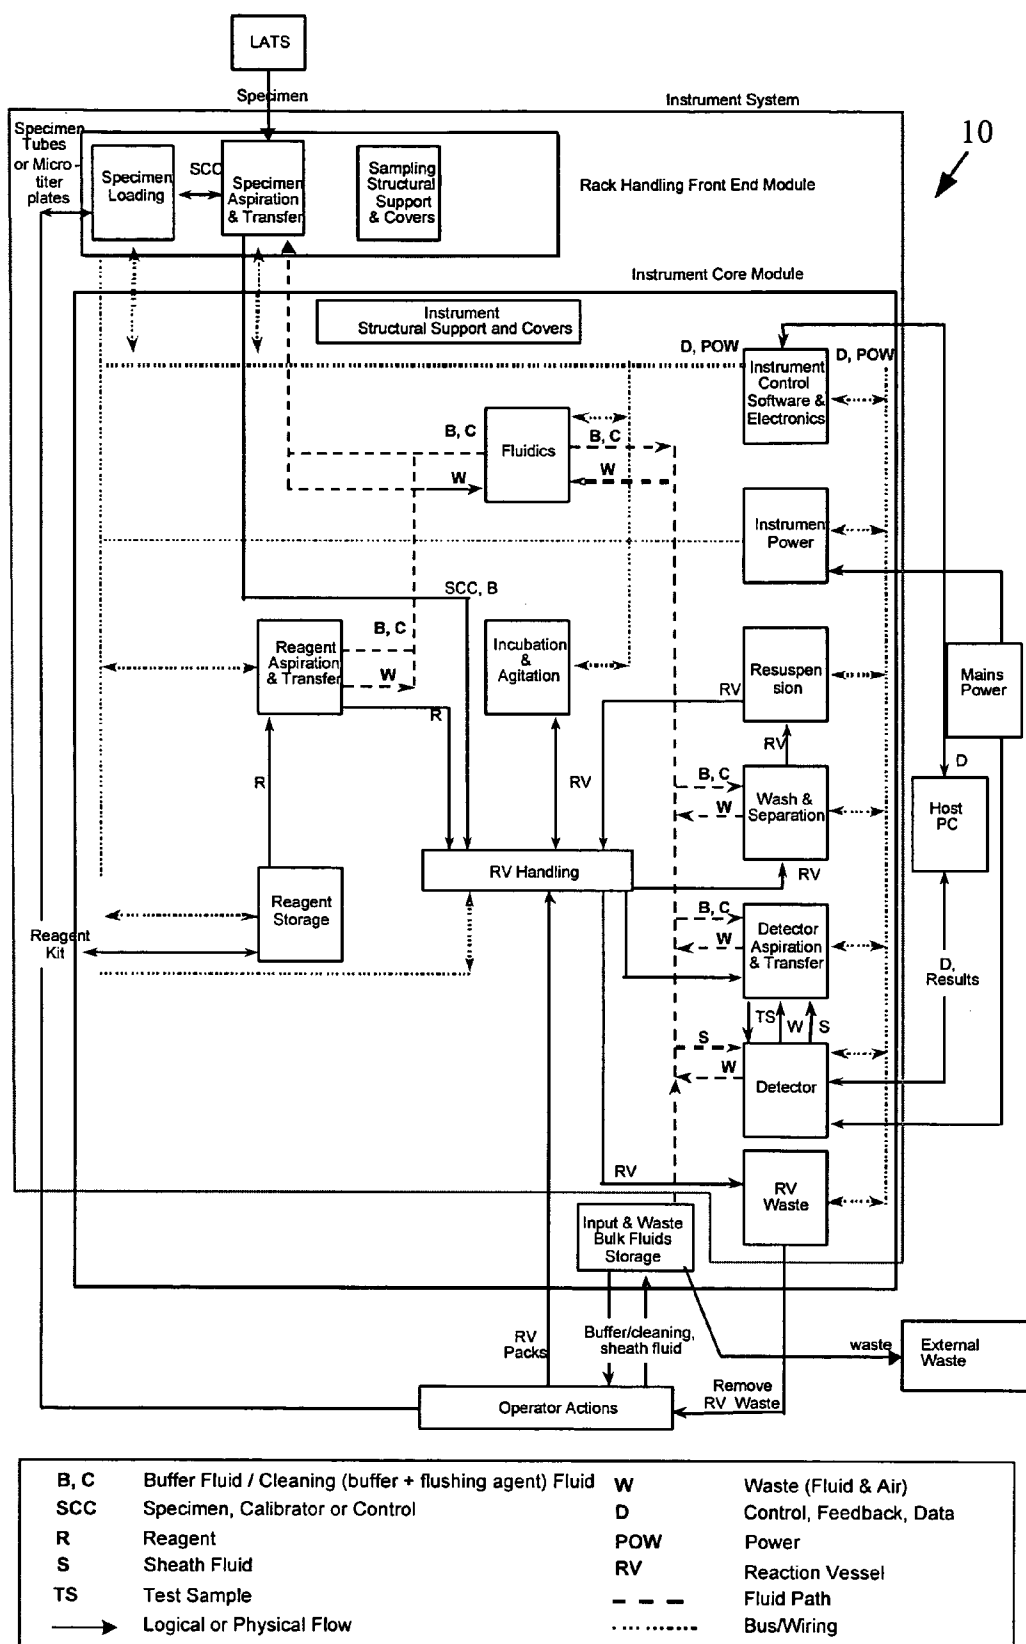 LATS
Specimen
Instrument System
10
Specimen
Tubes
or Micro-
titer
plates
Specimen
Loading
SCC
Specimen
Aspiration
& Transfer
Sampling
Structural
Support
& Covers
Rack Handling Front End Module
Instrument Core Module
Instrument
Structural Support and Covers
D, POW
D, POW
Instrument
Control
Software &
Electronics
B, C
Fluidics
B, C
W
W
Instrument
Power
SCC, B
Reagent
Aspiration
& Transfer
B, C
W
R
Incubation
&
Agitation
Resuspen
sion
RV
Mains
Power
RV
D
R
RV
B, C
W
Wash &
Separation
Host
PC
RV Handling
RV
Reagent
Storage
Reagent
Kit
B, C
W
Detector
Aspiration
& Transfer
D,
Results
TS
W
S
S
W
Detector
RV
RV
Waste
Input & Waste
Bulk Fluids
Storage
RV
Packs
Buffer/cleaning,
sheath fluid
waste
External
Waste
Remove
RV Waste
Operator Actions
B, C Buffer Fluid / Cleaning (buffer + flushing agent) Fluid
W Waste (Fluid & Air)
SCC Specimen, Calibrator or Control
D Control, Feedback, Data
R Reagent
POW Power
S Sheath Fluid
RV Reaction Vessel
TS Test Sample
Fluid Path
Logical or Physical Flow
Bus/Wiring